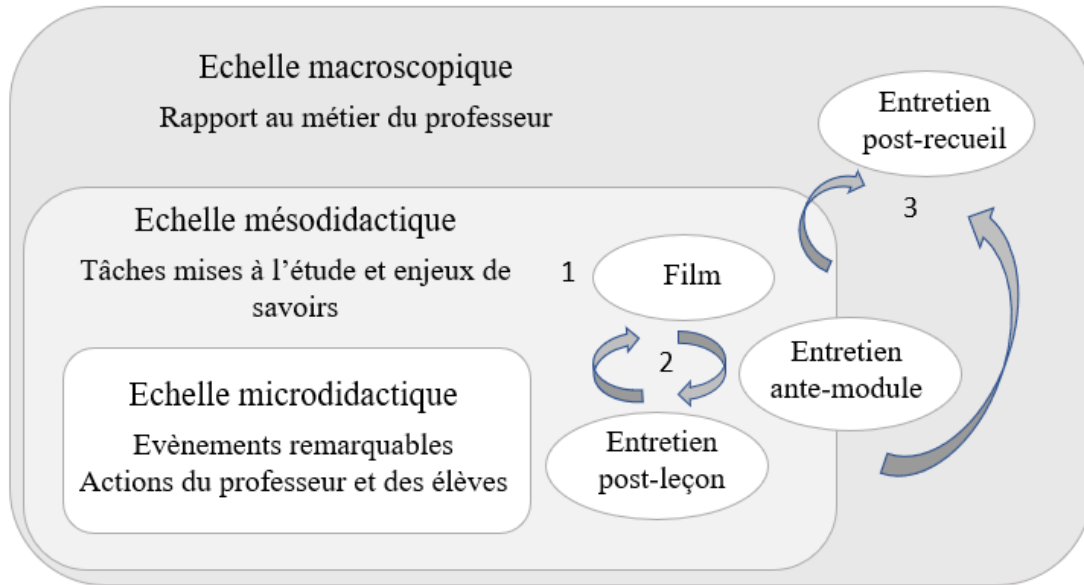 Echelle macroscopique
Rapport au métier du professeur
Entretien
post-recueil
3
Echelle mésodidactique
Tâches mises à l’étude et enjeux de
savoirs
1
Film
2
Entretien
ante-module
Echelle microdidactique
Evènements remarquables
Actions du professeur et des élèves
Entretien
post-leçon